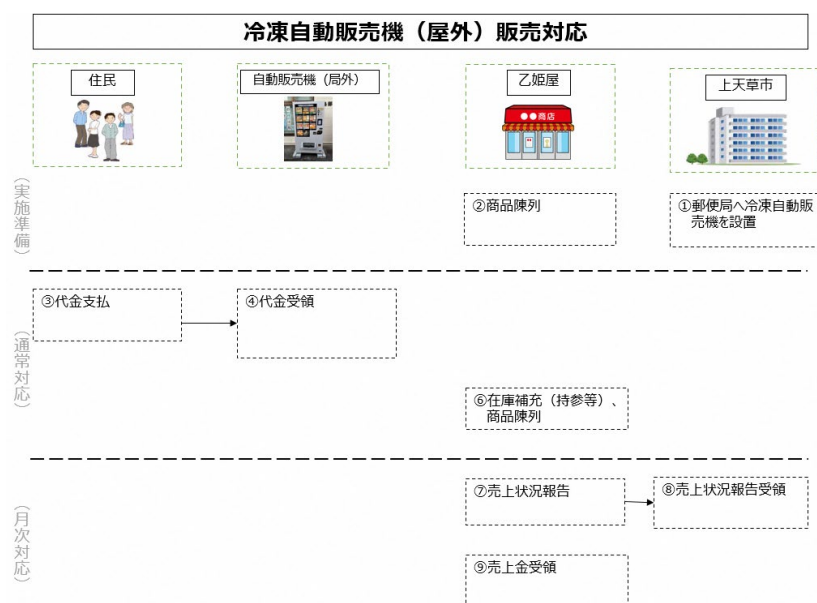 冷凍自動販売機（屋外）販売対応
住民
自動販売機（局外）
乙姫屋
上天草市
●●商店
（実施準備）
②商品陳列
①郵便局へ冷凍自動販
売機を設置
（通常対応）
③代金支払
④代金受領
⑥在庫補充（持参等）、
商品陳列
（月次対応）
⑦売上状況報告
⑧売上状況報告受領
⑨売上金受領